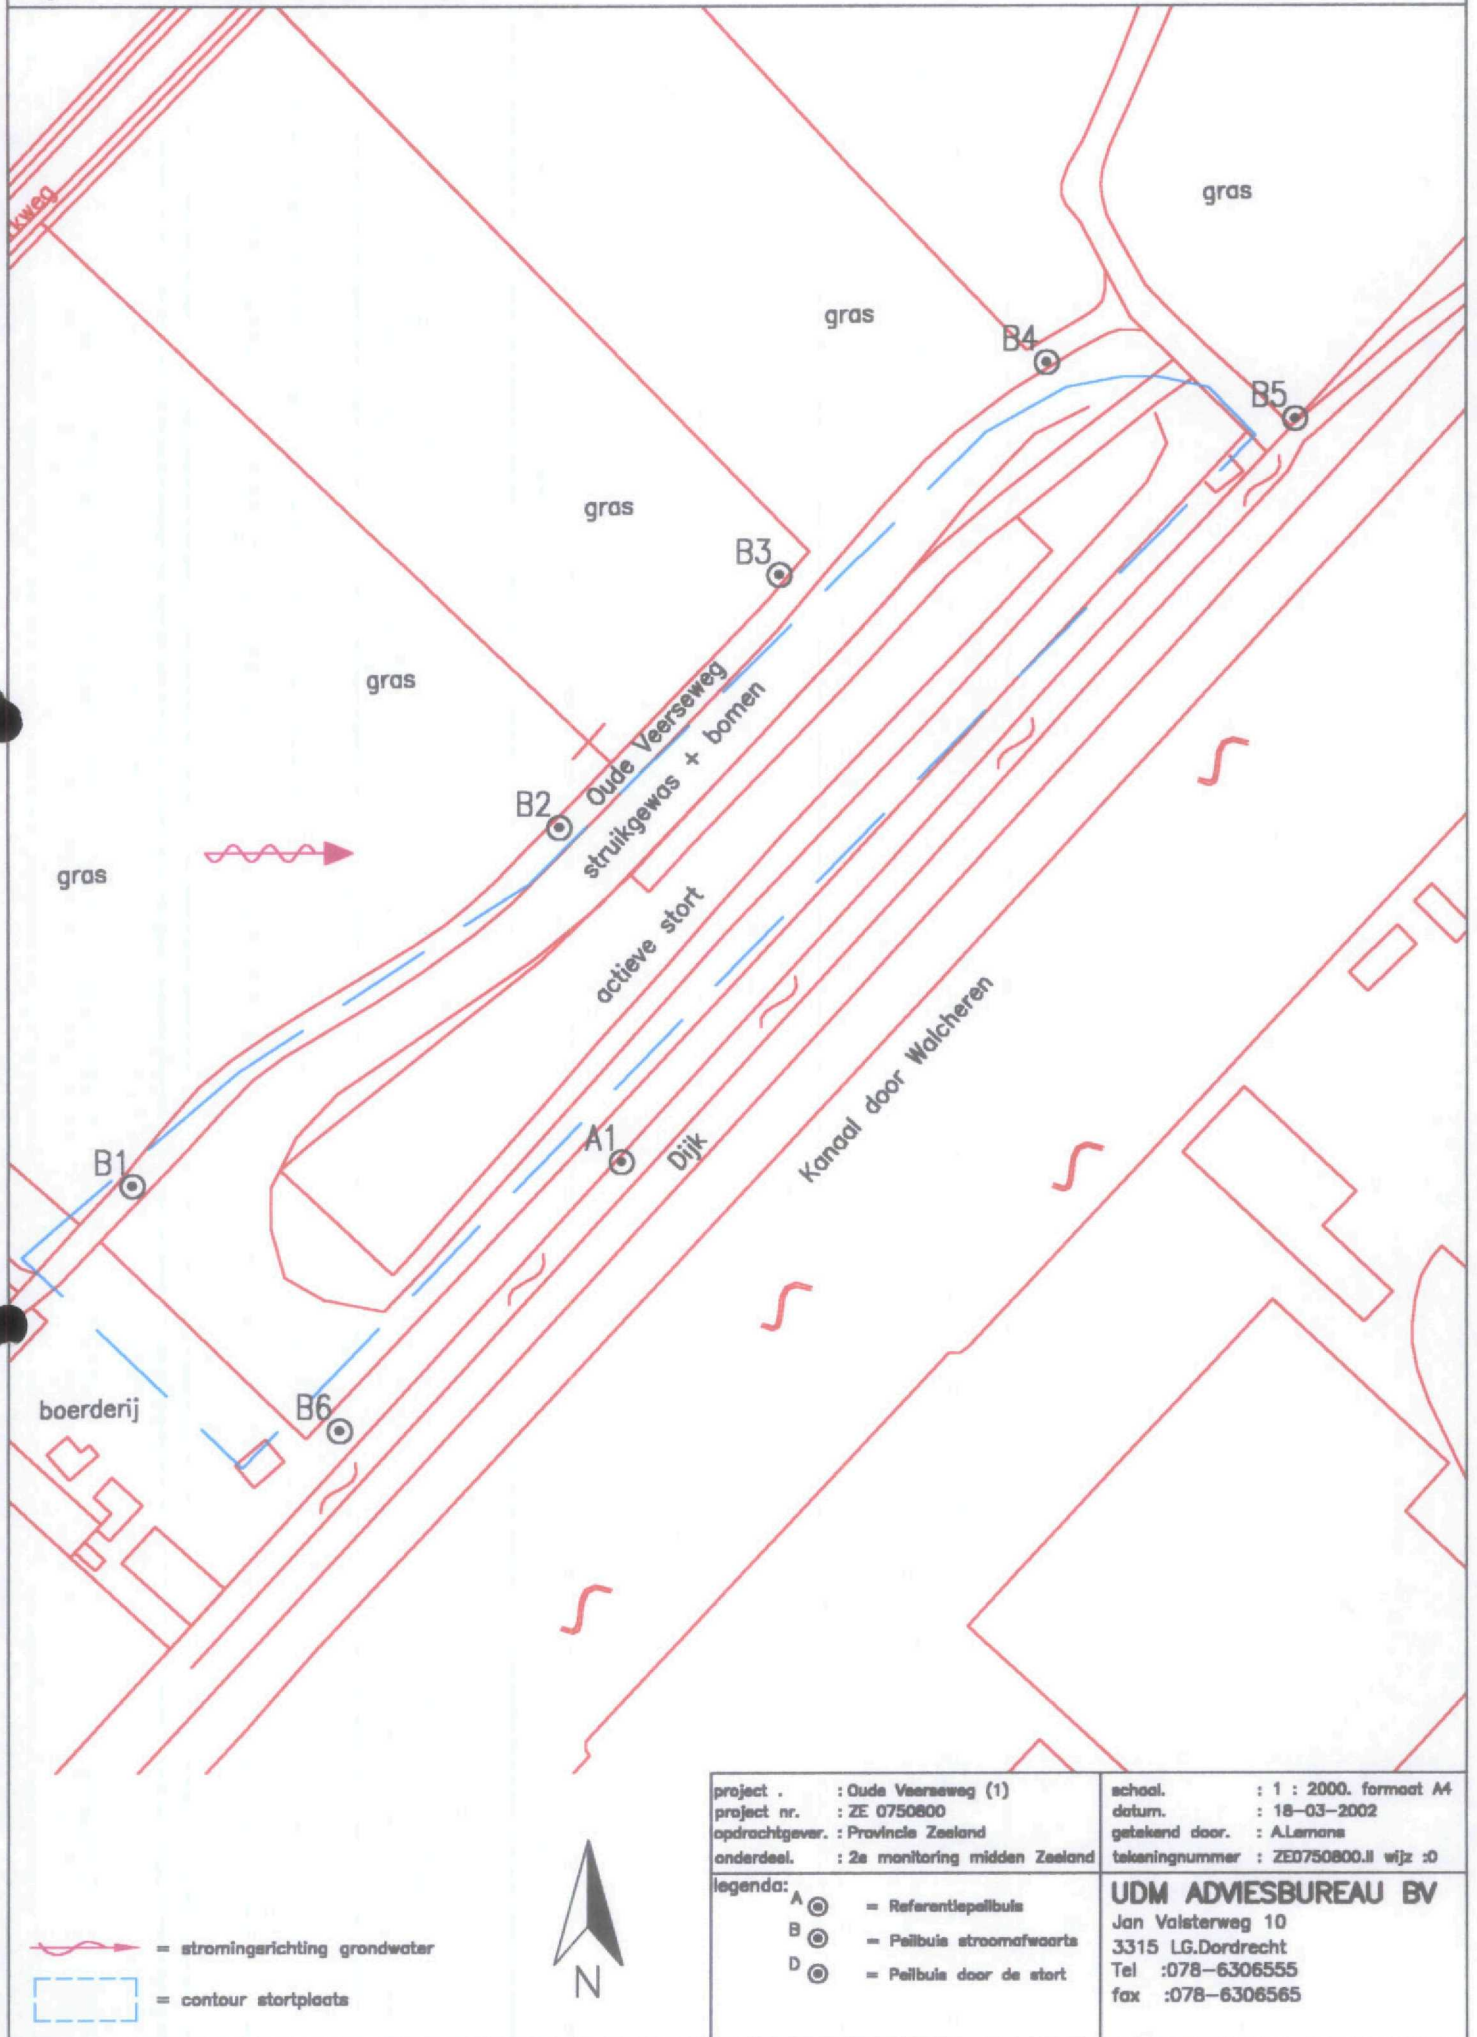 kweg
gras
gras
B4
B5
gras
B3
gras
Oude Veerseweg
struikgewas + bomen
B2
gras
actieve stort
Kanaal door Walcheren
A1
Dijk
B1
boerderij
B6
project . : Oude Veerseweg (1)
project nr. : ZE 0750800
opdrachtgever. : Provincie Zeeland
onderdeel. : 2e monitoring midden Zeeland
schaal. : 1 : 2000. formaat A4
datum. : 18-03-2002
getekend door. : A.Lemans
tekeningnummer : ZE0750800.II wijz :0
legenda:
A = Referentiepeilbuis
B = Peilbuis stroomafwaarts
D = Peilbuis door de stort
UDM ADVIESBUREAU BV
Jan Valsterweg 10
3315 LG.Dordrecht
Tel :078-6306555
fax :078-6306565
= stromingsrichting grondwater
= contour stortplaats
N